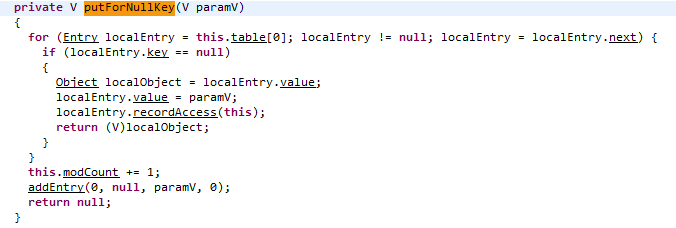 private V putForNullKey(V paramV)
{
  for (Entry localEntry = this.table[0]; localEntry != null; localEntry = localEntry.next) {
    if (localEntry.key == null)
    {
      Object localObject = localEntry.value;
      localEntry.value = paramV;
      localEntry.recordAccess(this);
      return (V)localObject;
    }
  }
  this.modCount += 1;
  addEntry(0, null, paramV, 0);
  return null;
}